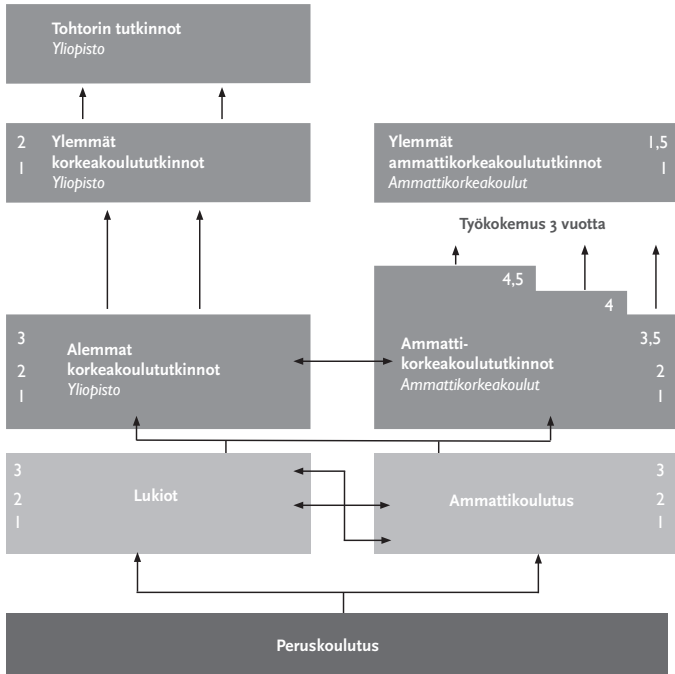 Tohtorin tutkinnot
Yliopisto
2
1
Ylemmät
korkeakoulututkinnot
Yliopisto
Ylemmät
ammattikorkeakoulututkinnot
Ammattikorkeakoulut
1,5
1
Työkokemus 3 vuotta
3
2
1
Alemmat
korkeakoulututkinnot
Yliopisto
4,5
4
3,5
2
1
Ammatti-
korkeakoulututkinnot
Ammattikorkeakoulut
3
2
1
Lukiot
Ammattikoulutus
3
2
1
Peruskoulutus